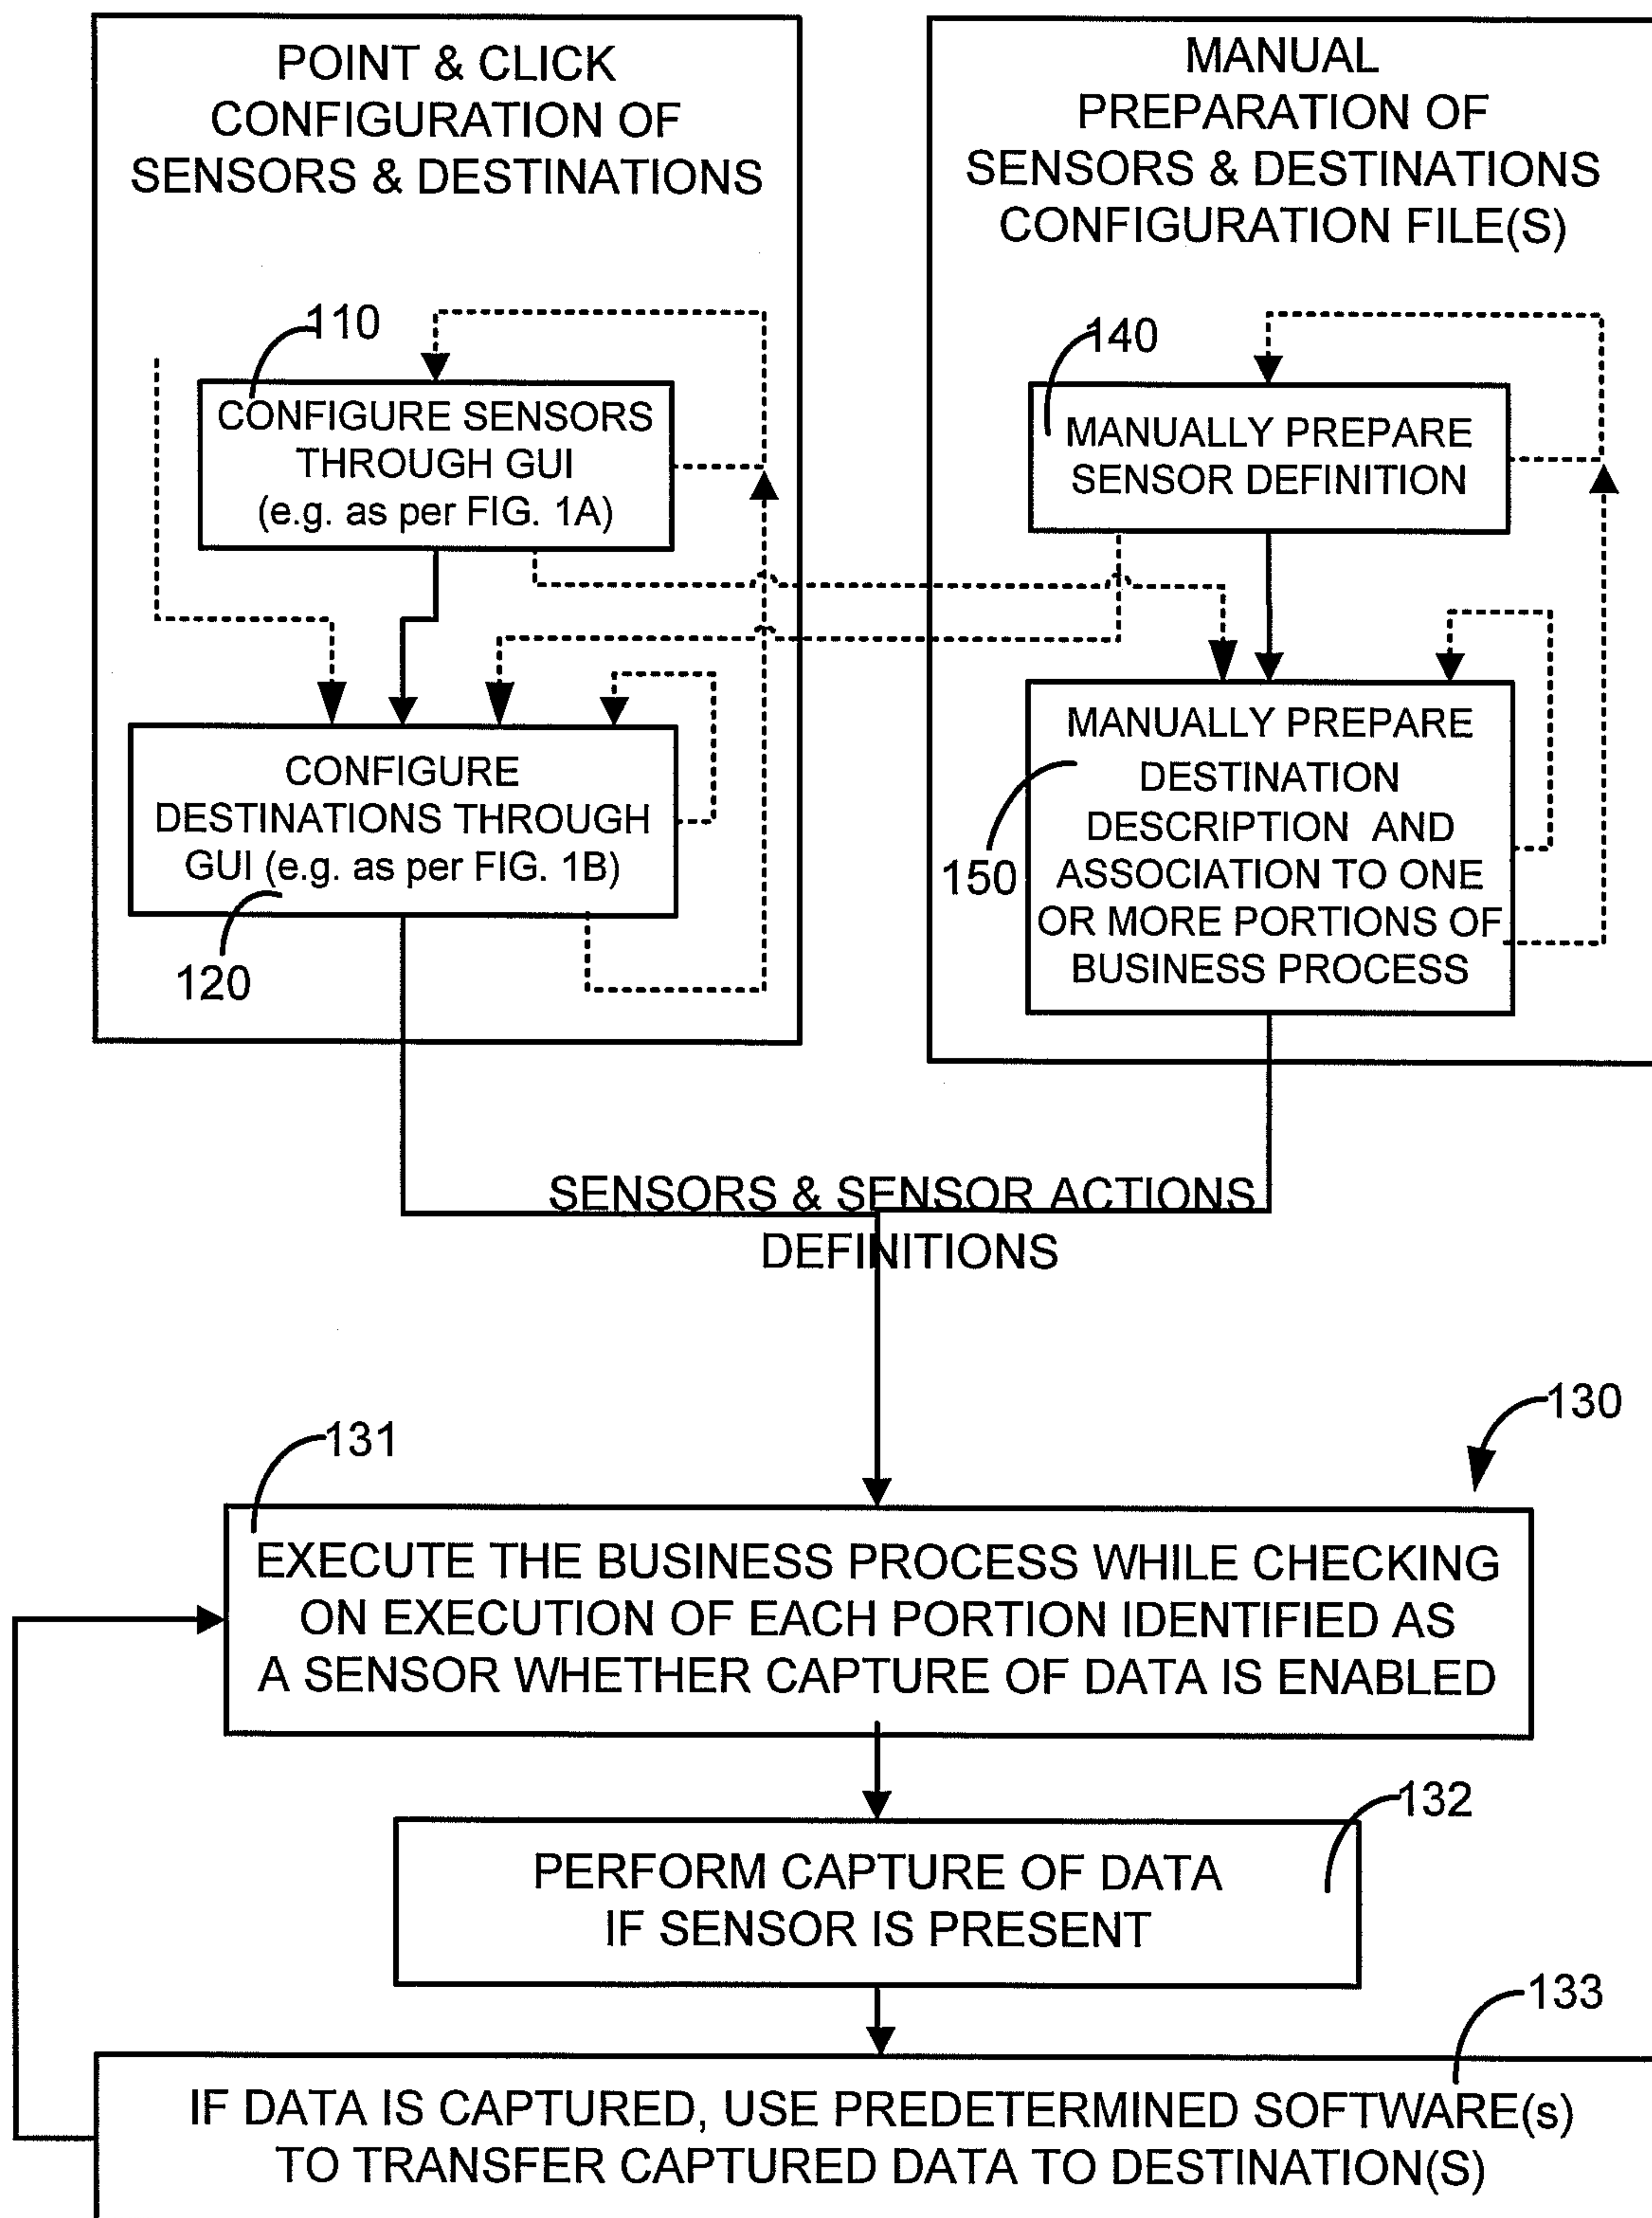 POINT & CLICK
CONFIGURATION OF
SENSORS & DESTINATIONS
110
CONFIGURE SENSORS
THROUGH GUI
(e.g. as per FIG. 1A)
CONFIGURE
DESTINATIONS THROUGH
GUI (e.g. as per FIG. 1B)
120
MANUAL
PREPARATION OF
SENSORS & DESTINATIONS
CONFIGURATION FILE(S)
140
MANUALLY PREPARE
SENSOR DEFINITION
MANUALLY PREPARE
DESTINATION
DESCRIPTION AND
ASSOCIATION TO ONE
OR MORE PORTIONS OF
BUSINESS PROCESS
150
SENSORS & SENSOR ACTIONS
DEFINITIONS
130
131
EXECUTE THE BUSINESS PROCESS WHILE CHECKING
ON EXECUTION OF EACH PORTION IDENTIFIED AS
A SENSOR WHETHER CAPTURE OF DATA IS ENABLED
132
PERFORM CAPTURE OF DATA
IF SENSOR IS PRESENT
133
IF DATA IS CAPTURED, USE PREDETERMINED SOFTWARE(s)
TO TRANSFER CAPTURED DATA TO DESTINATION(S)